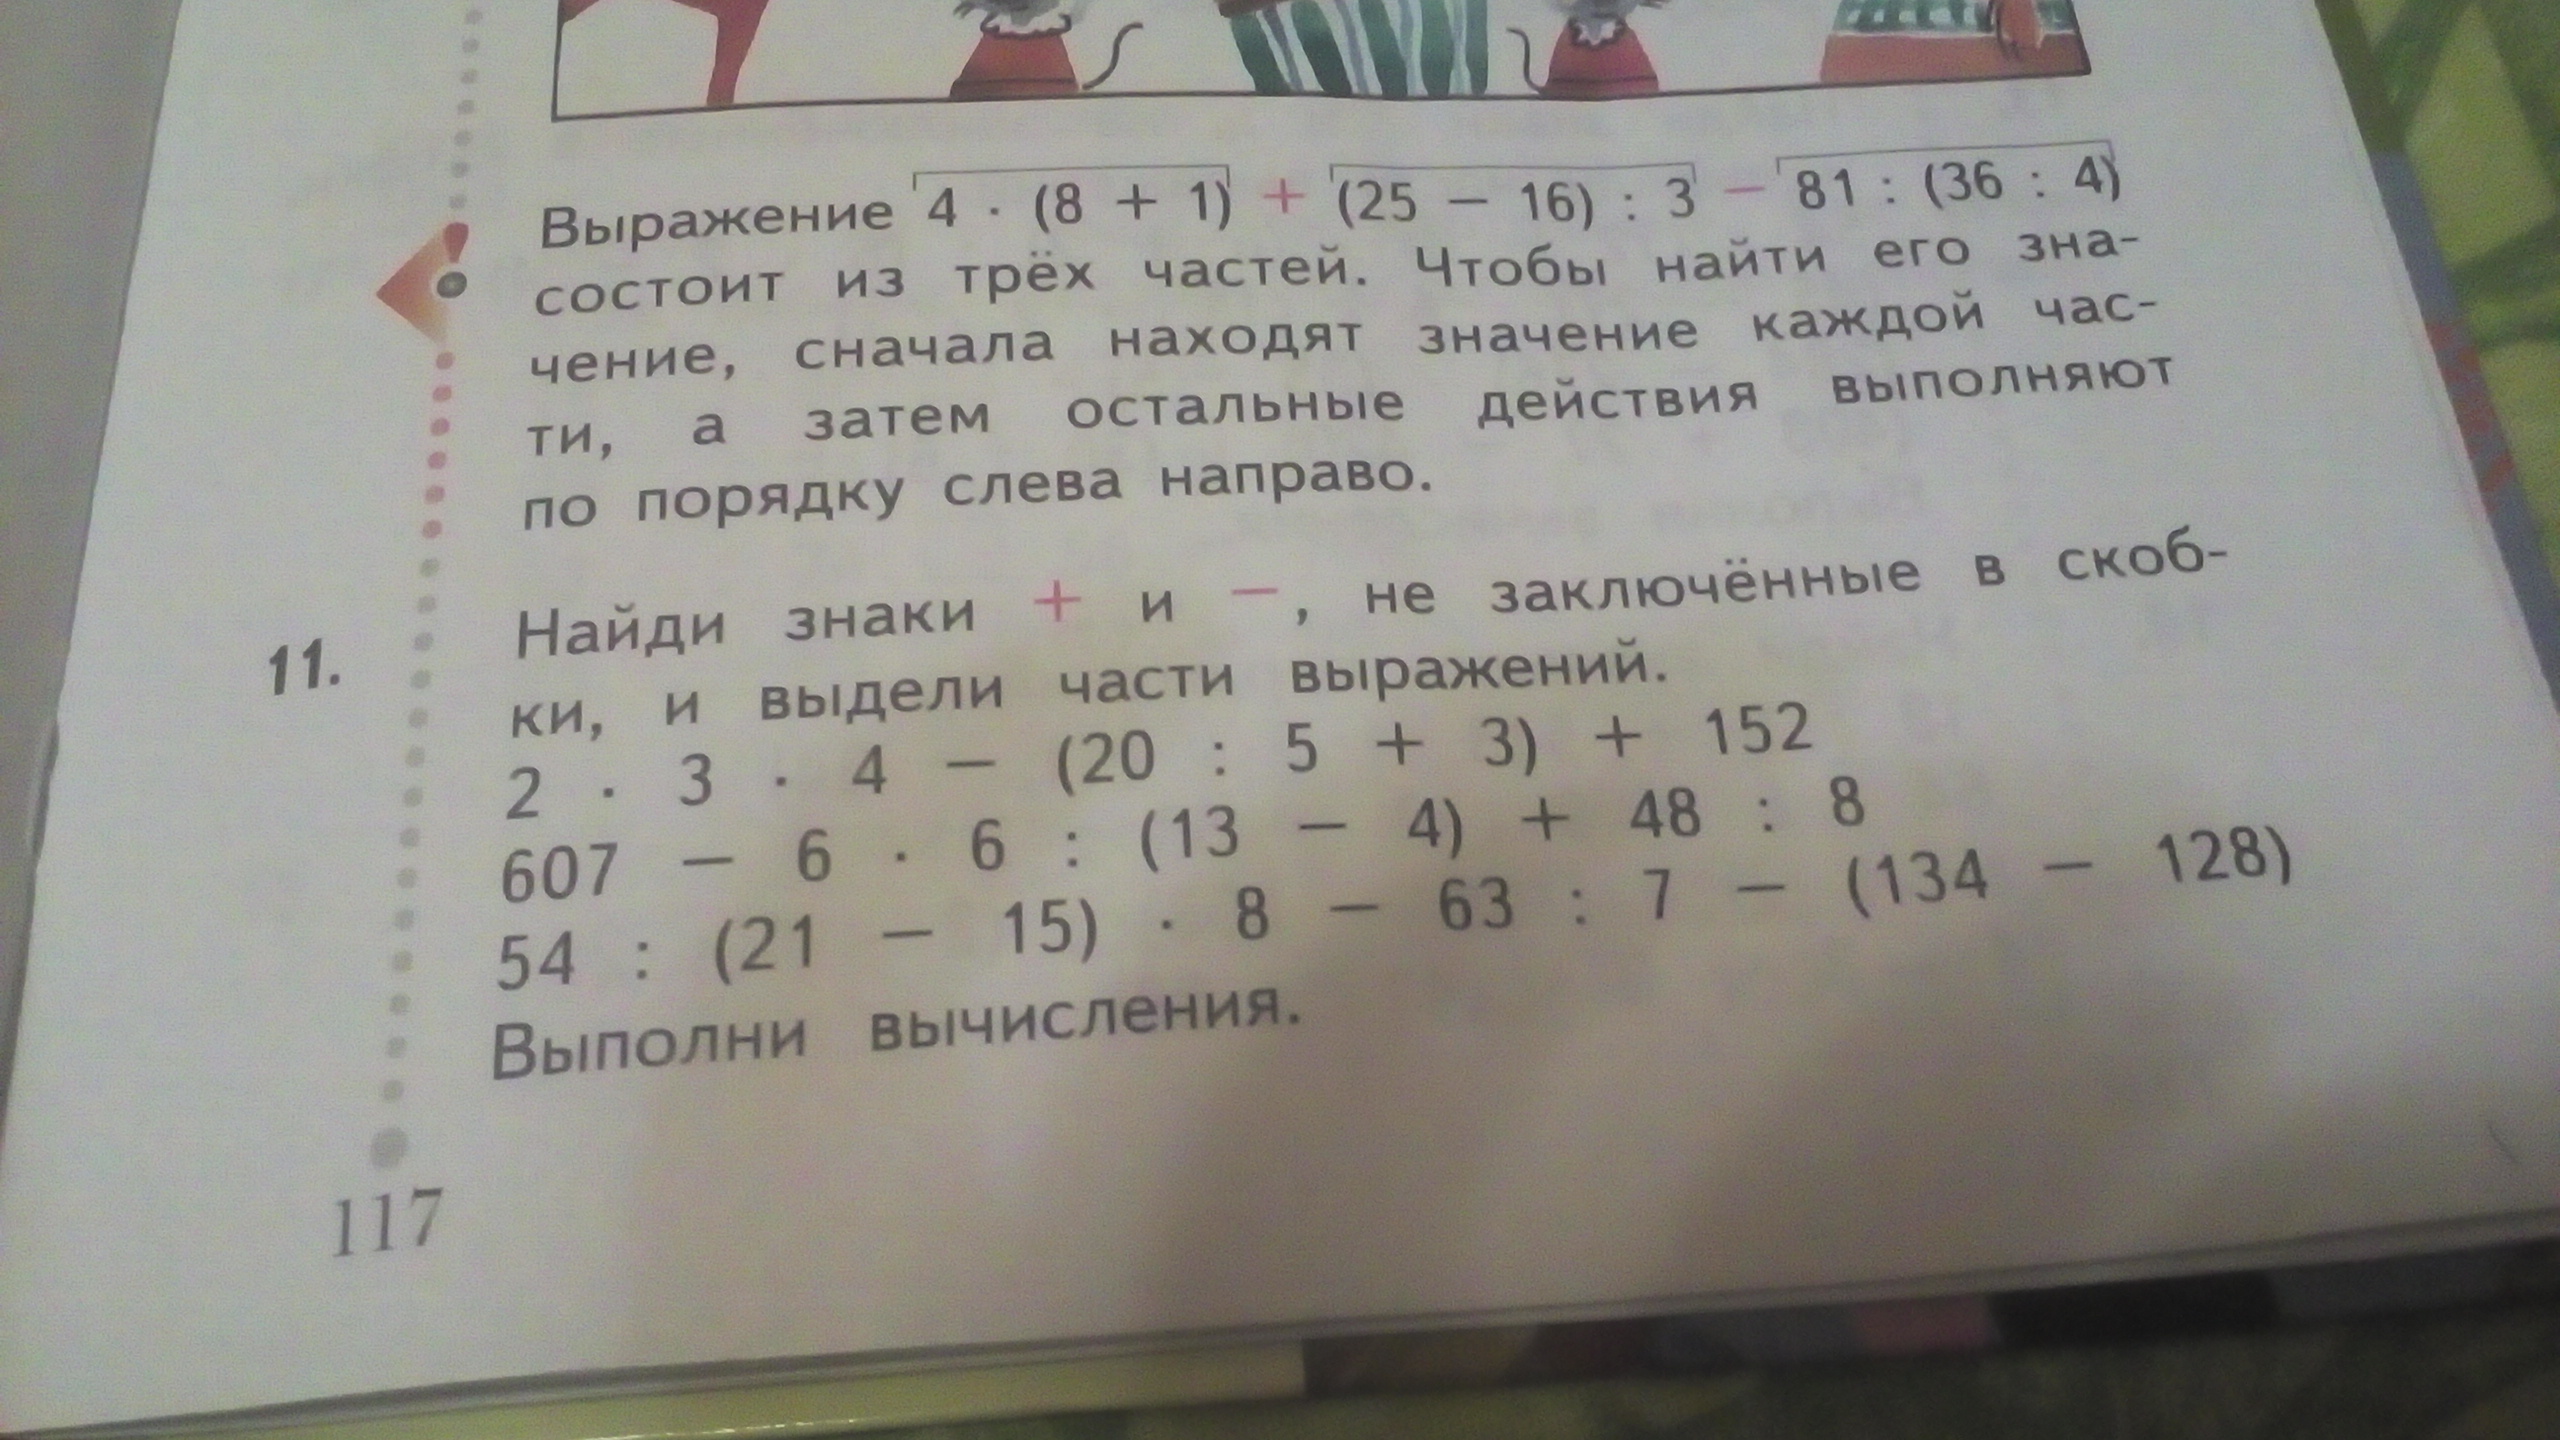 Выражение 4 · (8 + 1) + (25 − 16) : 3 − 81 : (36 : 4)
состоит из трёх частей. Чтобы найти его зна-
чение, сначала находят значение каждой час-
ти, а затем остальные действия выполняют
по порядку слева направо.
11. Найди знаки + и −, не заключённые в скоб-
ки, и выдели части выражений.
2 · 3 · 4 − (20 : 5 + 3) + 152
607 − 6 · 6 : (13 − 4) + 48 : 8
54 : (21 − 15) · 8 − 63 : 7 − (134 − 128)
Выполни вычисления.
117